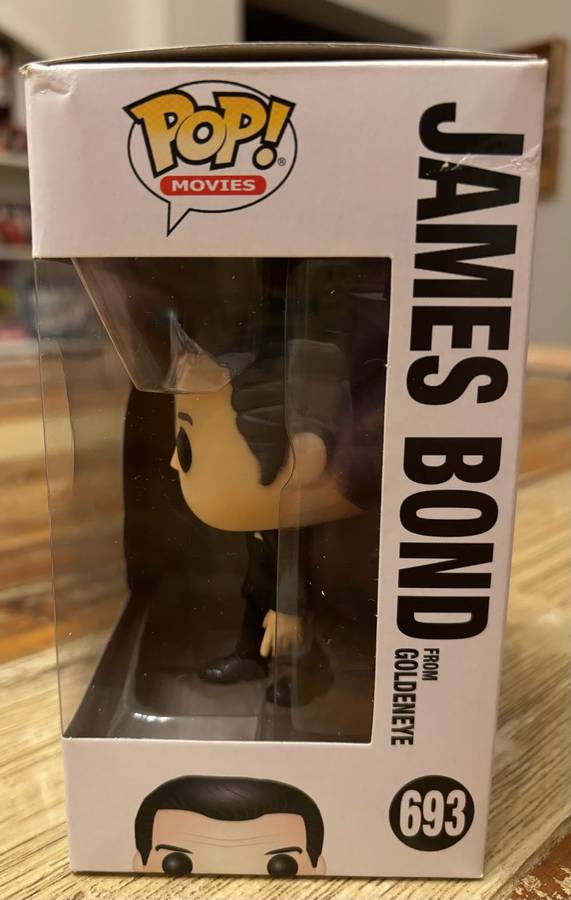 POP!®
MOVIES
JAMES BOND
FROM
GOLDENEYE
693